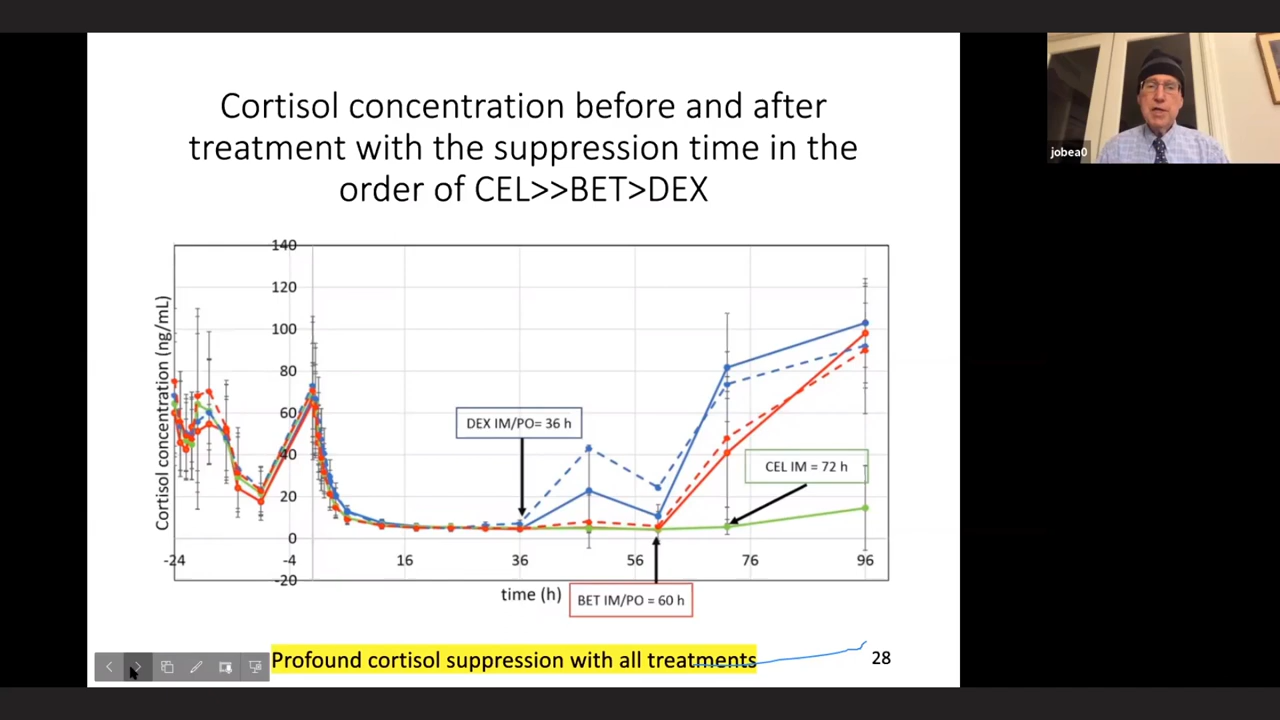 Cortisol concentration before and after
treatment with the suppression time in the
order of CEL>>BET>DEX
jobea0
Cortisol concentration (ng/mL)
140
120
100
80
60
40
20
0
-20
-24
-4
16
36
56
76
96
time (h)
DEX IM/PO= 36 h
CEL IM = 72 h
BET IM/PO = 60 h
Profound cortisol suppression with all treatments
28